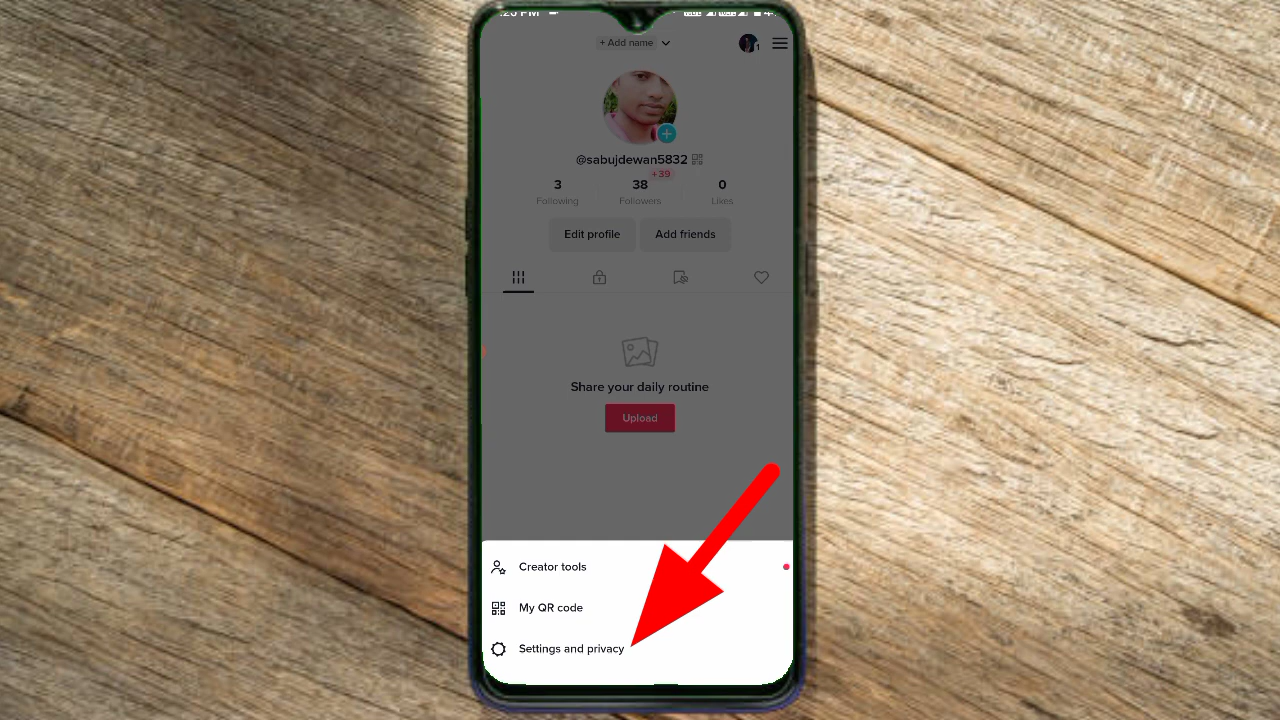 + Add name
1
@sabujdewan5832
+39
3 38 0
Following Followers Likes
Edit profile Add friends
Share your daily routine
Upload
Creator tools
My QR code
Settings and privacy